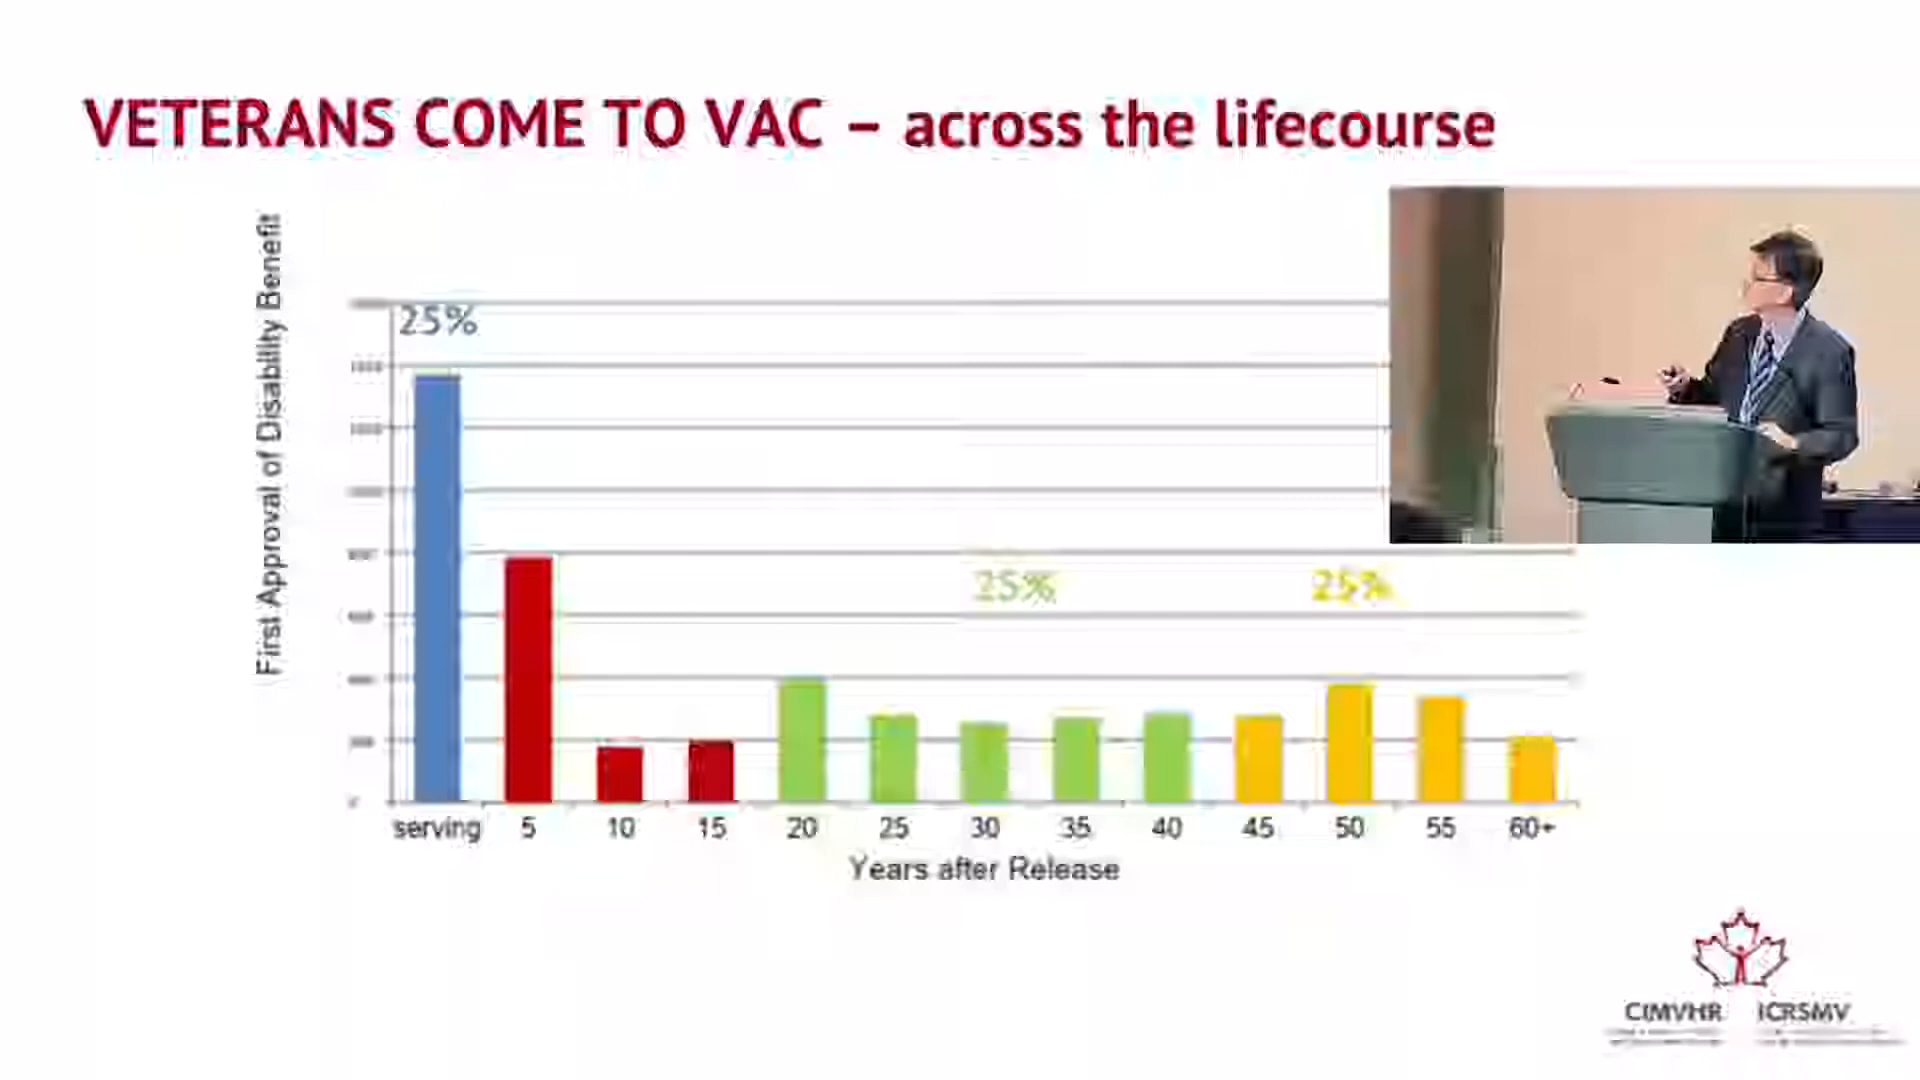 VETERANS COME TO VAC – across the lifecourse
First Approval of Disability Benefit
25%
25%
25%
serving 5 10 15 20 25 30 35 40 45 50 55 60+
Years after Release
CIMVHR ICRSMV